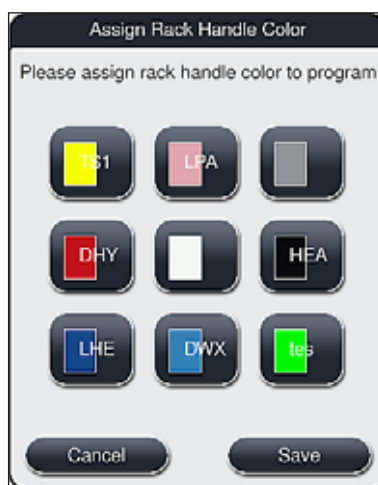 Assign Rack Handle Color
Please assign rack handle color to program
TS1 LPA
DHY HEA
LHE DWX tes
Cancel Save